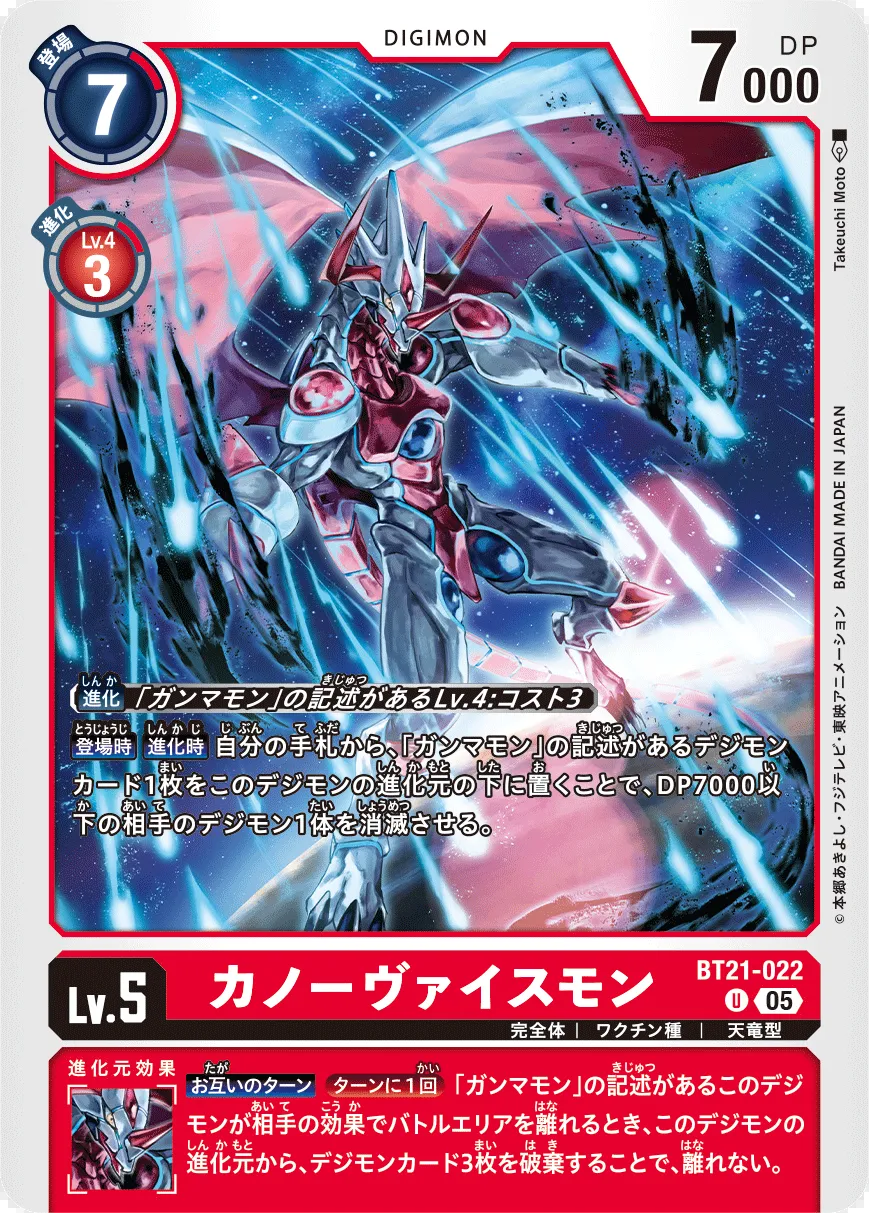 登場
7
DIGIMON
7000
DP
進化
Lv.4
3
Takeuchi Moto
BANDAI MADE IN JAPAN
©本郷あきよし・フジテレビ・東映アニメーション
進化 「ガンマモン」の記述があるLv.4:コスト3
登場時 進化時 自分の手札から、「ガンマモン」の記述があるデジモン
カード1枚をこのデジモンの進化元の下に置くことで、DP7000以
下の相手のデジモン1体を消滅させる。
Lv.5
カノーヴァイスモン
BT21-022
U 05
完全体 | ワクチン種 | 天竜型
進化元効果
お互いのターン ターンに1回 「ガンマモン」の記述があるこのデジ
モンが相手の効果でバトルエリアを離れるとき、このデジモンの
進化元から、デジモンカード3枚を破棄することで、離れない。